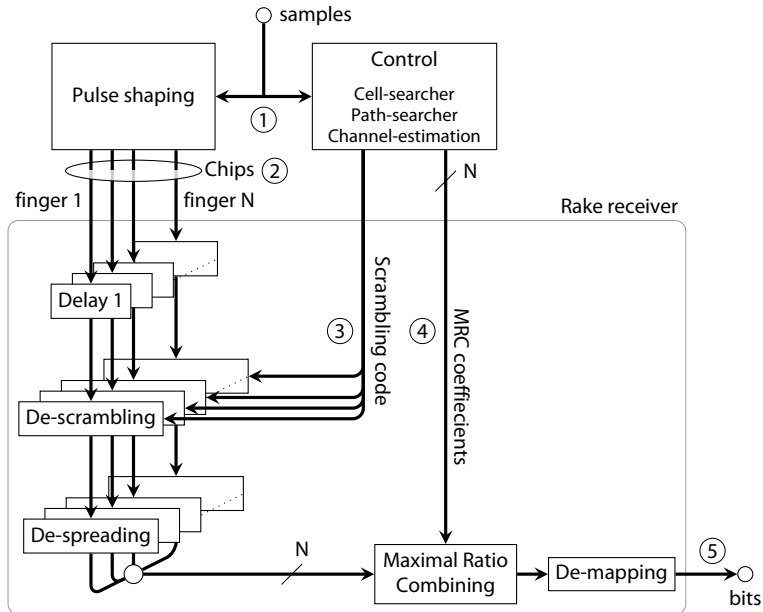 samples
Pulse shaping
Control
Cell-searcher
Path-searcher
Channel-estimation
1
Chips 2
N
finger 1
finger N
Rake receiver
Delay 1
3
Scrambling code
4
MRC coeffiecients
De-scrambling
De-spreading
N
Maximal Ratio
Combining
De-mapping
5
bits